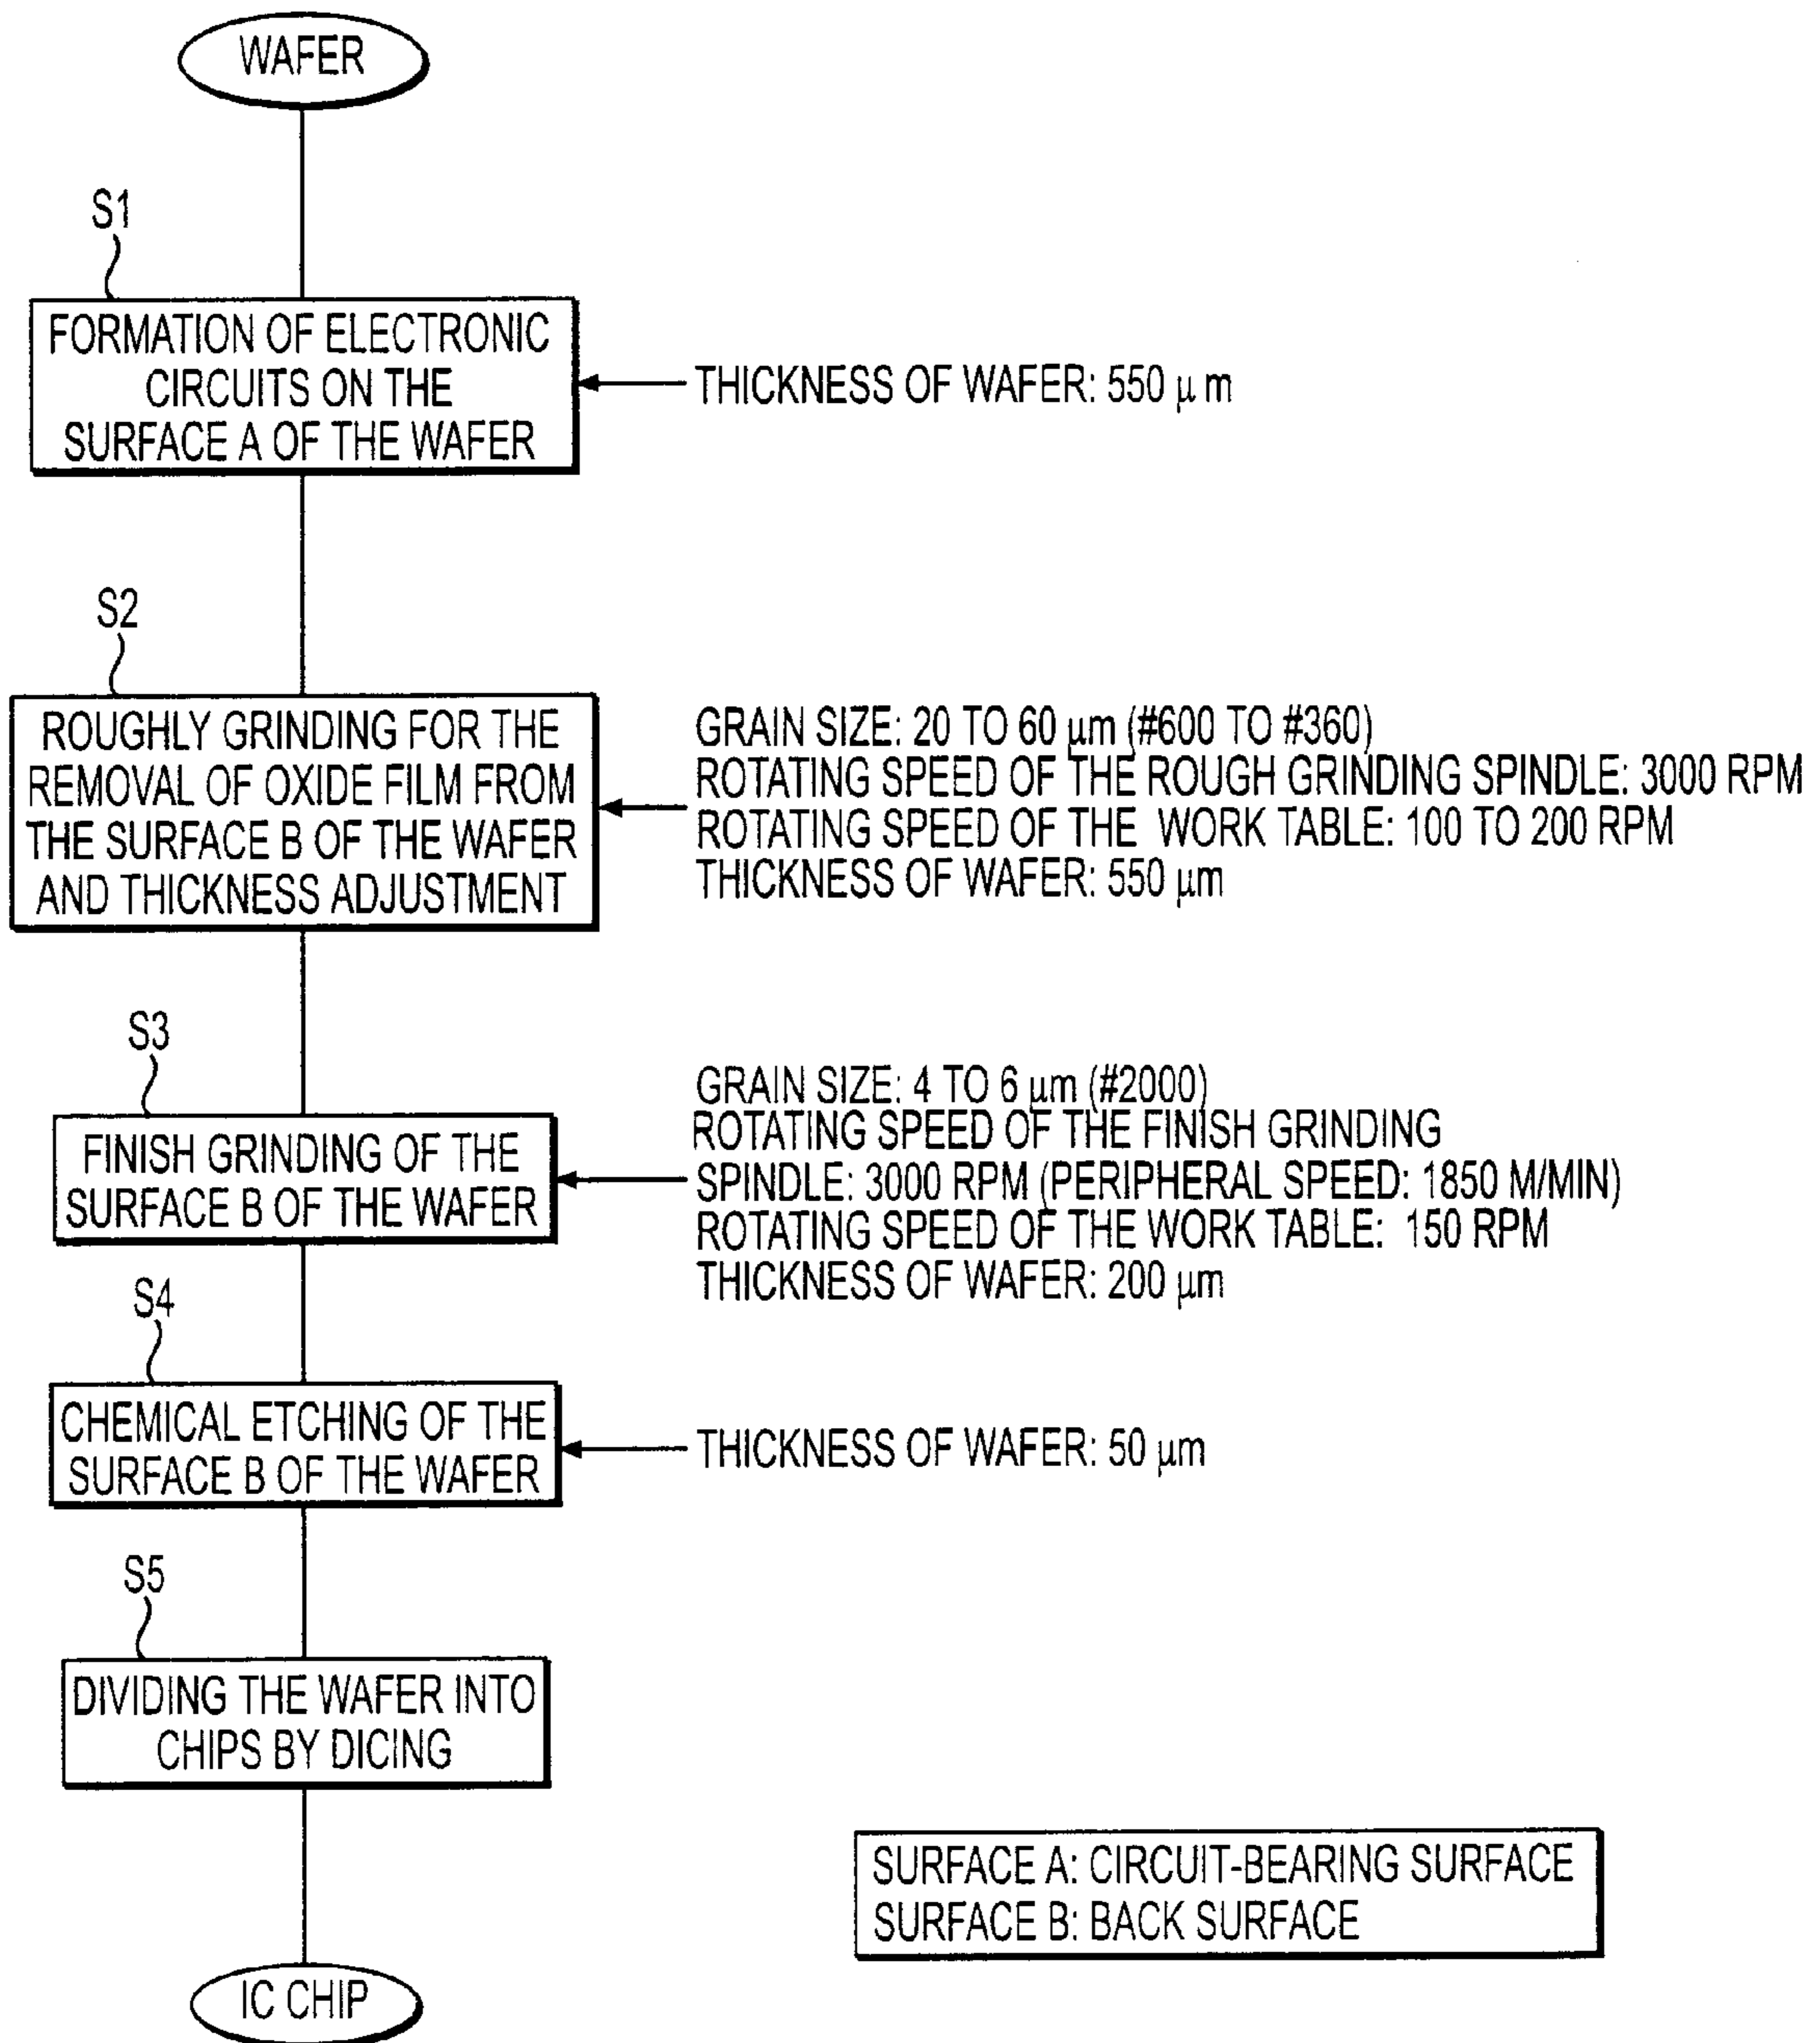 WAFER
S1
FORMATION OF ELECTRONIC
CIRCUITS ON THE
SURFACE A OF THE WAFER
THICKNESS OF WAFER: 550 μ m
S2
ROUGHLY GRINDING FOR THE
REMOVAL OF OXIDE FILM FROM
THE SURFACE B OF THE WAFER
AND THICKNESS ADJUSTMENT
GRAIN SIZE: 20 TO 60 μm (#600 TO #360)
ROTATING SPEED OF THE ROUGH GRINDING SPINDLE: 3000 RPM
ROTATING SPEED OF THE WORK TABLE: 100 TO 200 RPM
THICKNESS OF WAFER: 550 μm
S3
FINISH GRINDING OF THE
SURFACE B OF THE WAFER
GRAIN SIZE: 4 TO 6 μm (#2000)
ROTATING SPEED OF THE FINISH GRINDING
SPINDLE: 3000 RPM (PERIPHERAL SPEED: 1850 M/MIN)
ROTATING SPEED OF THE WORK TABLE: 150 RPM
THICKNESS OF WAFER: 200 μm
S4
CHEMICAL ETCHING OF THE
SURFACE B OF THE WAFER
THICKNESS OF WAFER: 50 μm
S5
DIVIDING THE WAFER INTO
CHIPS BY DICING
SURFACE A: CIRCUIT-BEARING SURFACE
SURFACE B: BACK SURFACE
IC CHIP